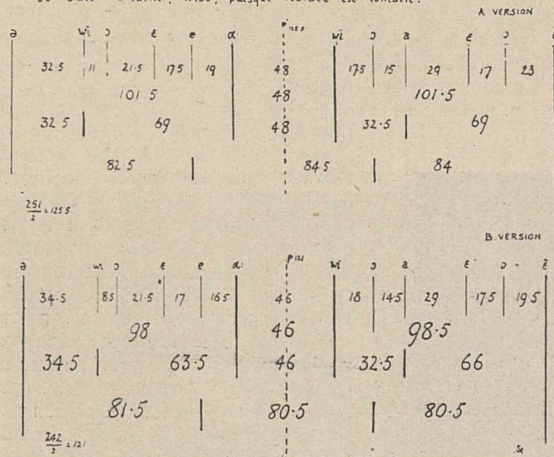 A. VERSION
ə wi ɔ ɛ e ɑ: P 125.5 wi ɔ a ɛ ɔ
32.5 11 21.5 17.5 19 48 17.5 15 29 17 23
101 5 48 101.5
32 5 69 48 32.5 69
82.5 84 5 84
251/2 = 125.5
B. VERSION
ə wi ɔ ɛ e ɑ: P 121 wi ɔ a ɛ ɔ ɛ̃
34.5 8.5 21.5 17 16.5 46 18 14.5 29 17.5 19.5
98 46 98.5
34.5 63.5 46 32.5 66
81.5 80.5 80.5
242/2 = 121